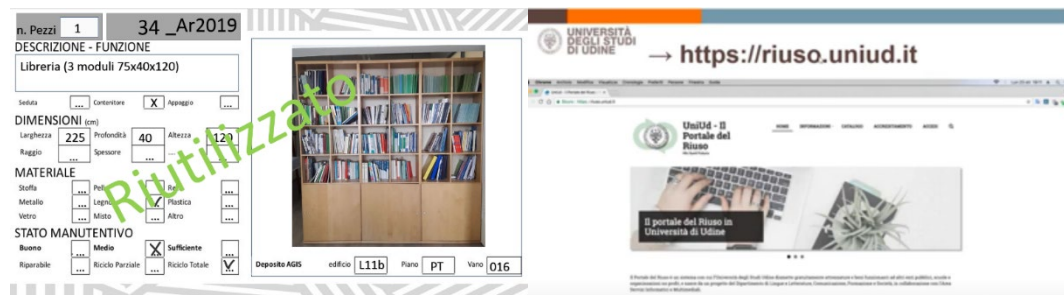 n. Pezzi 1 34 _Ar2019
DESCRIZIONE - FUNZIONE
Libreria (3 moduli 75x40x120)
Seduta ... Contenitore X Appoggio ...
DIMENSIONI (cm)
Larghezza 225 Profondità 40 Altezza 120
Raggio ... Spessore ... ...
MATERIALE
Stoffa ... Rete ...
Metallo ... Legno X Plastica ...
Vetro ... Misto ... Altro ...
STATO MANUTENTIVO
Buono ... Medio X Sufficiente ...
Riparabile ... Riciclo Parziale ... Riciclo Totale X
Riutilizzato
Deposito AGIS edificio L11b Piano PT Vano 016
UNIVERSITÀ
DEGLI STUDI
DI UDINE
→ https://riuso.uniud.it
UniUd - Il
Portale del
Riuso
HOME INFORMAZIONI CATALOGO ACCREDITAMENTO ACCEDI
Il portale del Riuso in
Università di Udine